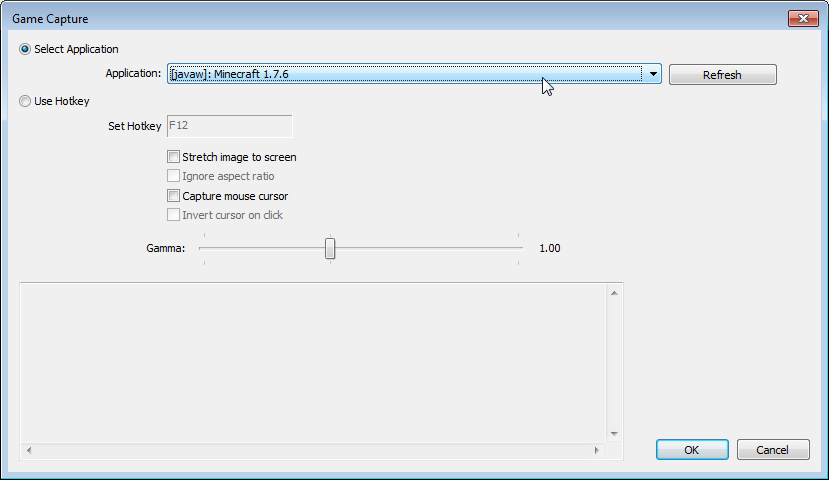 Game Capture
Select Application
Application: [javaw]: Minecraft 1.7.6 Refresh
Use Hotkey
Set Hotkey F12
Stretch image to screen
Ignore aspect ratio
Capture mouse cursor
Invert cursor on click
Gamma: 1.00
OK Cancel